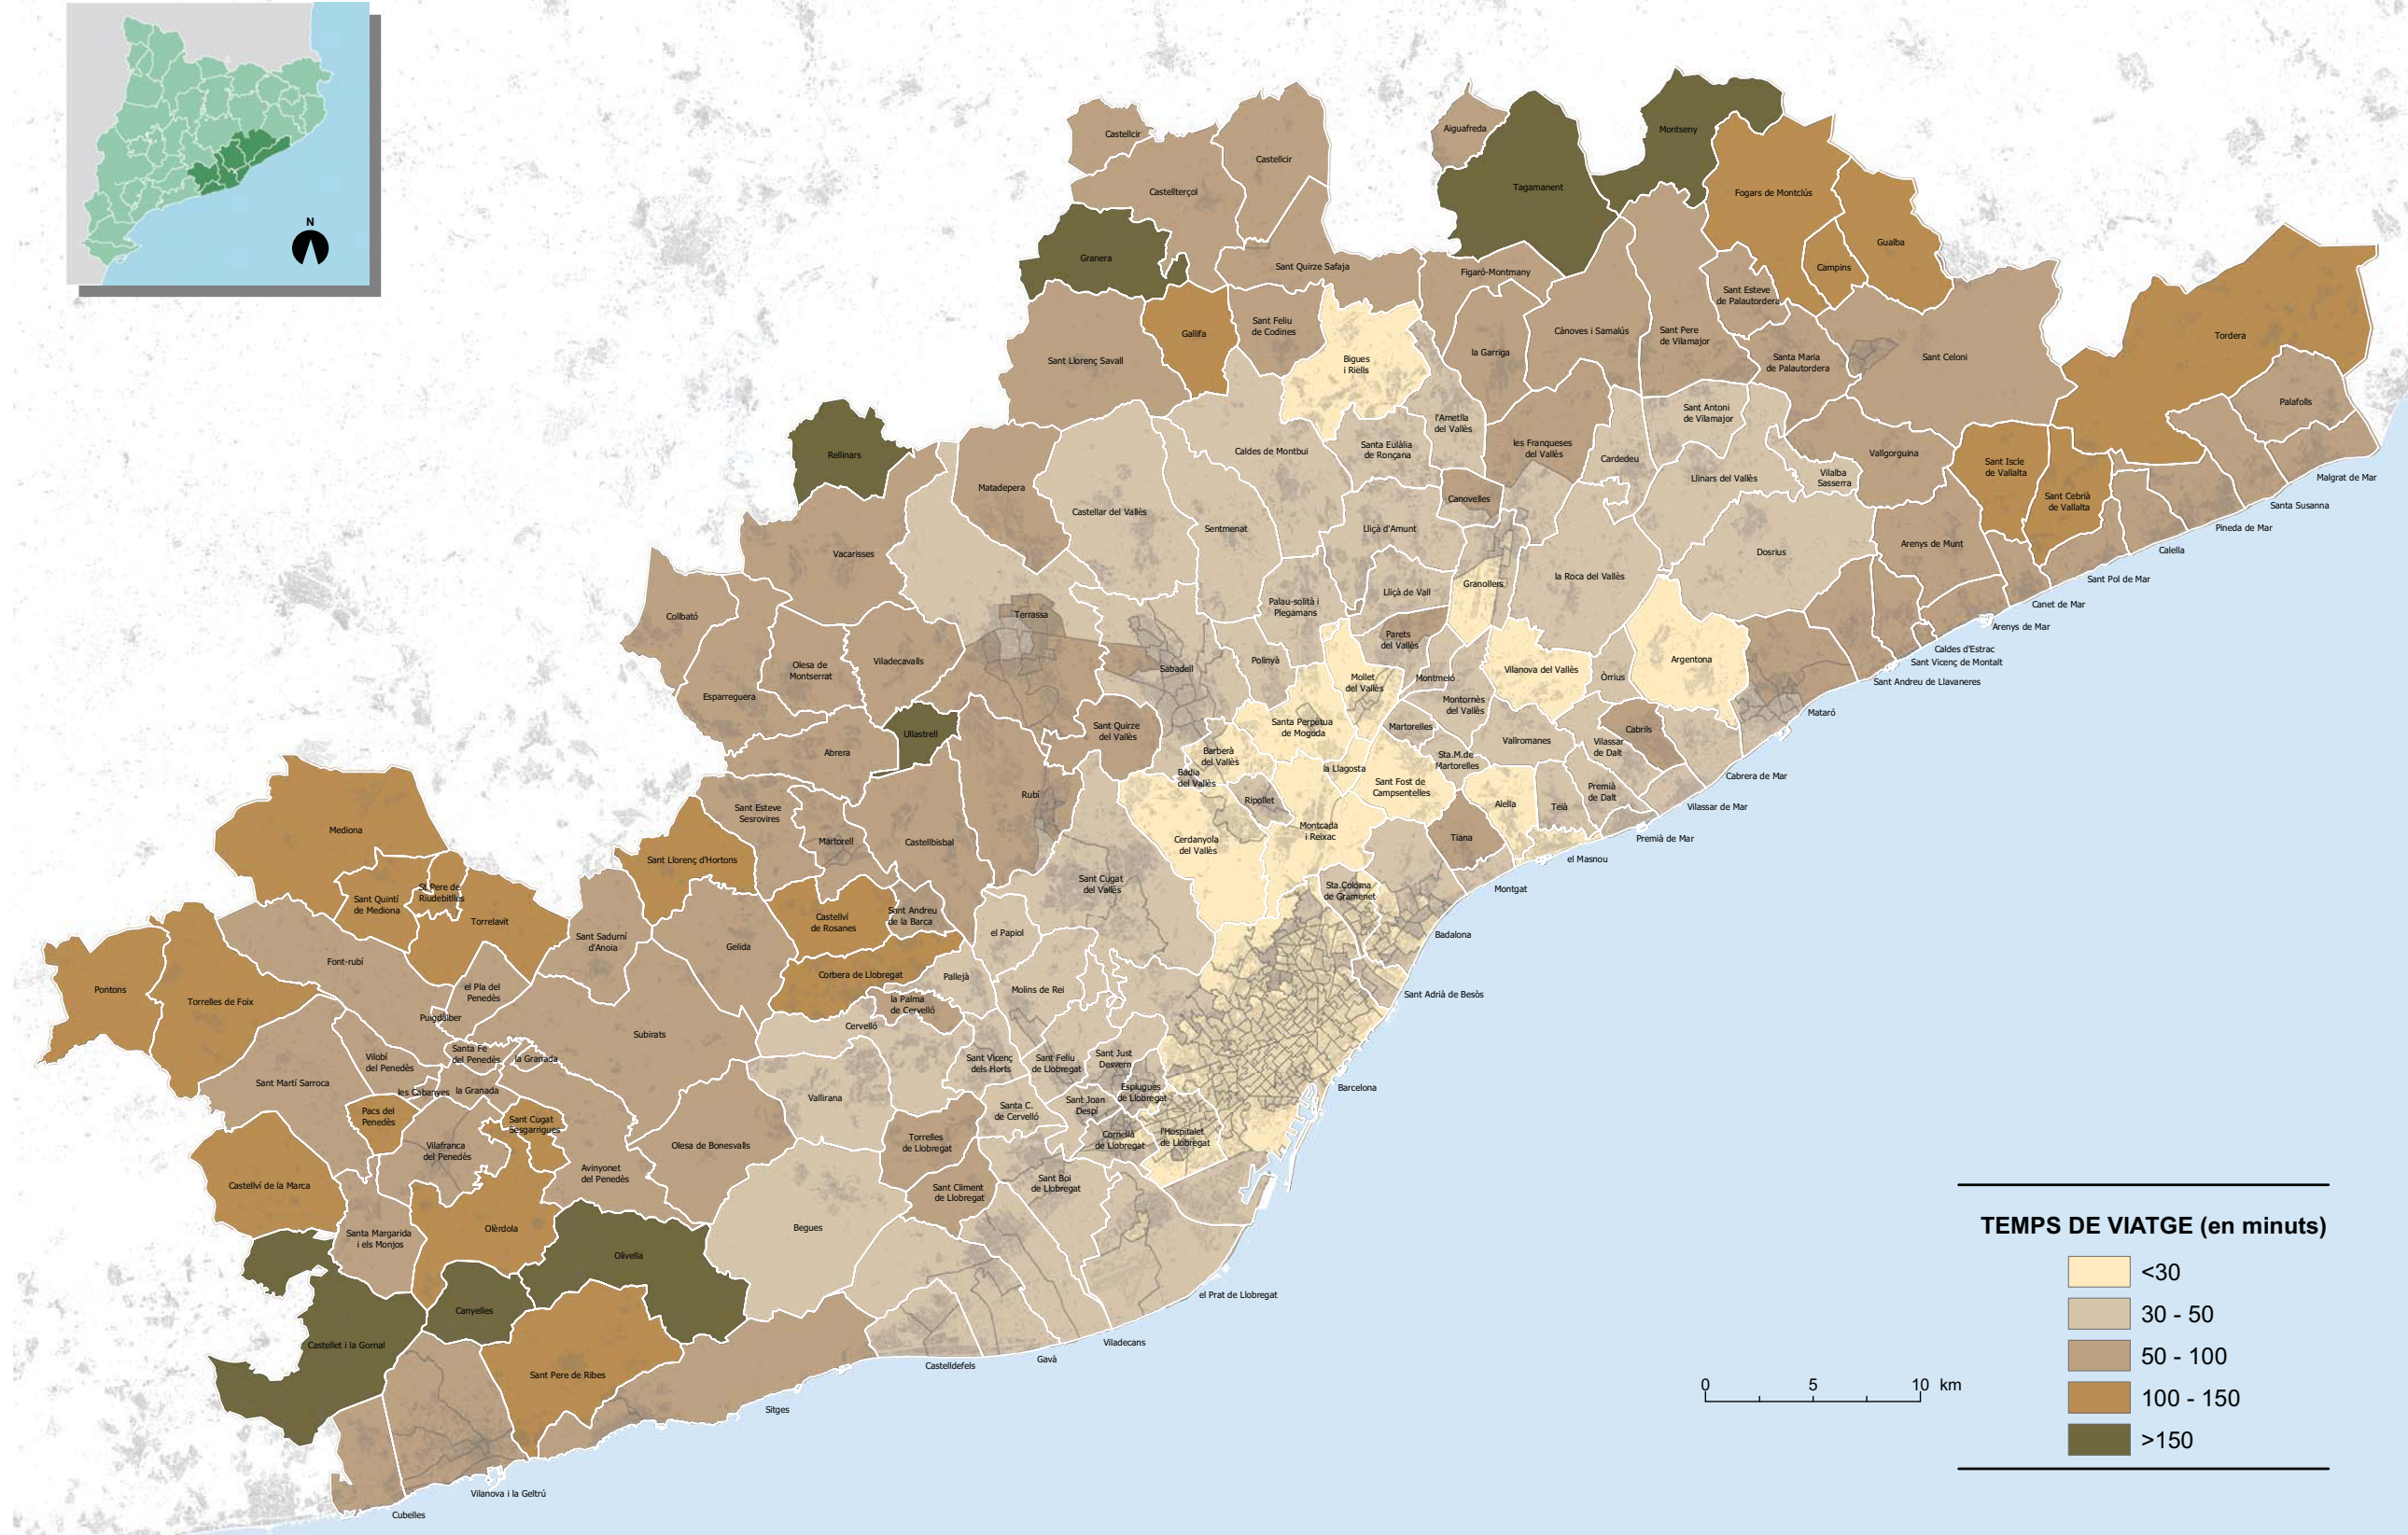 N
Castellcir
Castellcir
Castellterçol
Aiguafreda
Montseny
Tagamanent
Fogars de Montclús
Gualba
Campins
Granera
Sant Quirze Safaja
Figaró-Montmany
Sant Esteve
de Palautordera
Gallifa
Sant Feliu
de Codines
Cànoves i Samalús
Sant Pere
de Vilamajor
Tordera
Sant Llorenç Savall
Bigues
i Riells
la Garriga
Santa Maria
de Palautordera
Sant Celoni
Palafolls
Sant Antoni
de Vilamajor
l'Ametlla
del Vallès
Rellinars
Caldes de Montbui
Santa Eulàlia
de Ronçana
les Franqueses
del Vallès
Cardedeu
Vallgorguina
Sant Iscle
de Vallalta
Llinars del Vallès
Vilalba
Sasserra
Malgrat de Mar
Matadepera
Canovelles
Sant Cebrià
de Vallalta
Santa Susanna
Castellar del Vallès
Sentmenat
Lliçà d'Amunt
Pineda de Mar
Vacarisses
Dosrius
Arenys de Munt
Calella
la Roca del Vallès
Granollers
Sant Pol de Mar
Lliçà de Vall
Palau-solità i
Plegamans
Canet de Mar
Collbató
Terrassa
Arenys de Mar
Parets
del Vallès
Caldes d'Estrac
Sant Vicenç de Montalt
Olesa de
Montserrat
Viladecavalls
Sabadell
Polinyà
Mollet
del Vallès
Montmeló
Vilanova del Vallès
Òrrius
Argentona
Sant Andreu de Llavaneres
Esparreguera
Montornès
del Vallès
Mataró
Ullastrell
Sant Quirze
del Vallès
Santa Perpètua
de Mogoda
Martorelles
Cabrils
Abrera
Barberà
del Vallès
Sta.M.de
Martorelles
Vallromanes
Vilassar
de Dalt
Badia
del Vallès
la Llagosta
Cabrera de Mar
Sant Fost de
Campsentelles
Rubí
Ripollet
Alella
Teià
Premià
de Dalt
Vilassar de Mar
Sant Esteve
Sesrovires
Mediona
Martorell
Castellbisbal
Cerdanyola
del Vallès
Montcada
i Reixac
Tiana
Premià de Mar
Sant Llorenç d'Hortons
el Masnou
Sant Cugat
del Vallès
Sta.Coloma
de Gramenet
Montgat
Sant Quintí
de Mediona
St.Pere de
Riudebitlles
Torrelavit
Castellví
de Rosanes
Sant Andreu
de la Barca
el Papiol
Badalona
Sant Sadurní
d'Anoia
Gelida
Font-rubí
Corbera de Llobregat
Pallejà
Pontons
Torrelles de Foix
el Pla del
Penedès
Molins de Rei
Sant Adrià de Besòs
la Palma
de Cervelló
Puigdàlber
Cervelló
Subirats
Santa Fe
del Penedès
la Granada
Vilobí
del Penedès
Sant Vicenç
dels Horts
Sant Feliu
de Llobregat
Sant Just
Desvern
Sant Martí Sarroca
les Cabanyes
la Granada
Esplugues
de Llobregat
Barcelona
Vallirana
Santa C.
de Cervelló
Sant Joan
Despí
Pacs del
Penedès
Sant Cugat
Sesgarrigues
Cornellà
de Llobregat
l'Hospitalet
de Llobregat
Vilafranca
del Penedès
Olesa de Bonesvalls
Torrelles
de Llobregat
Avinyonet
del Penedès
Castellví de la Marca
Sant Climent
de Llobregat
Sant Boi
de Llobregat
Santa Margarida
i els Monjos
Olèrdola
Begues
Olivella
el Prat de Llobregat
Canyelles
Castellet i la Gornal
Viladecans
Gavà
Castelldefels
Sant Pere de Ribes
Sitges
Vilanova i la Geltrú
Cubelles
TEMPS DE VIATGE (en minuts)
<30
30 - 50
50 - 100
100 - 150
>150
0 5 10 km